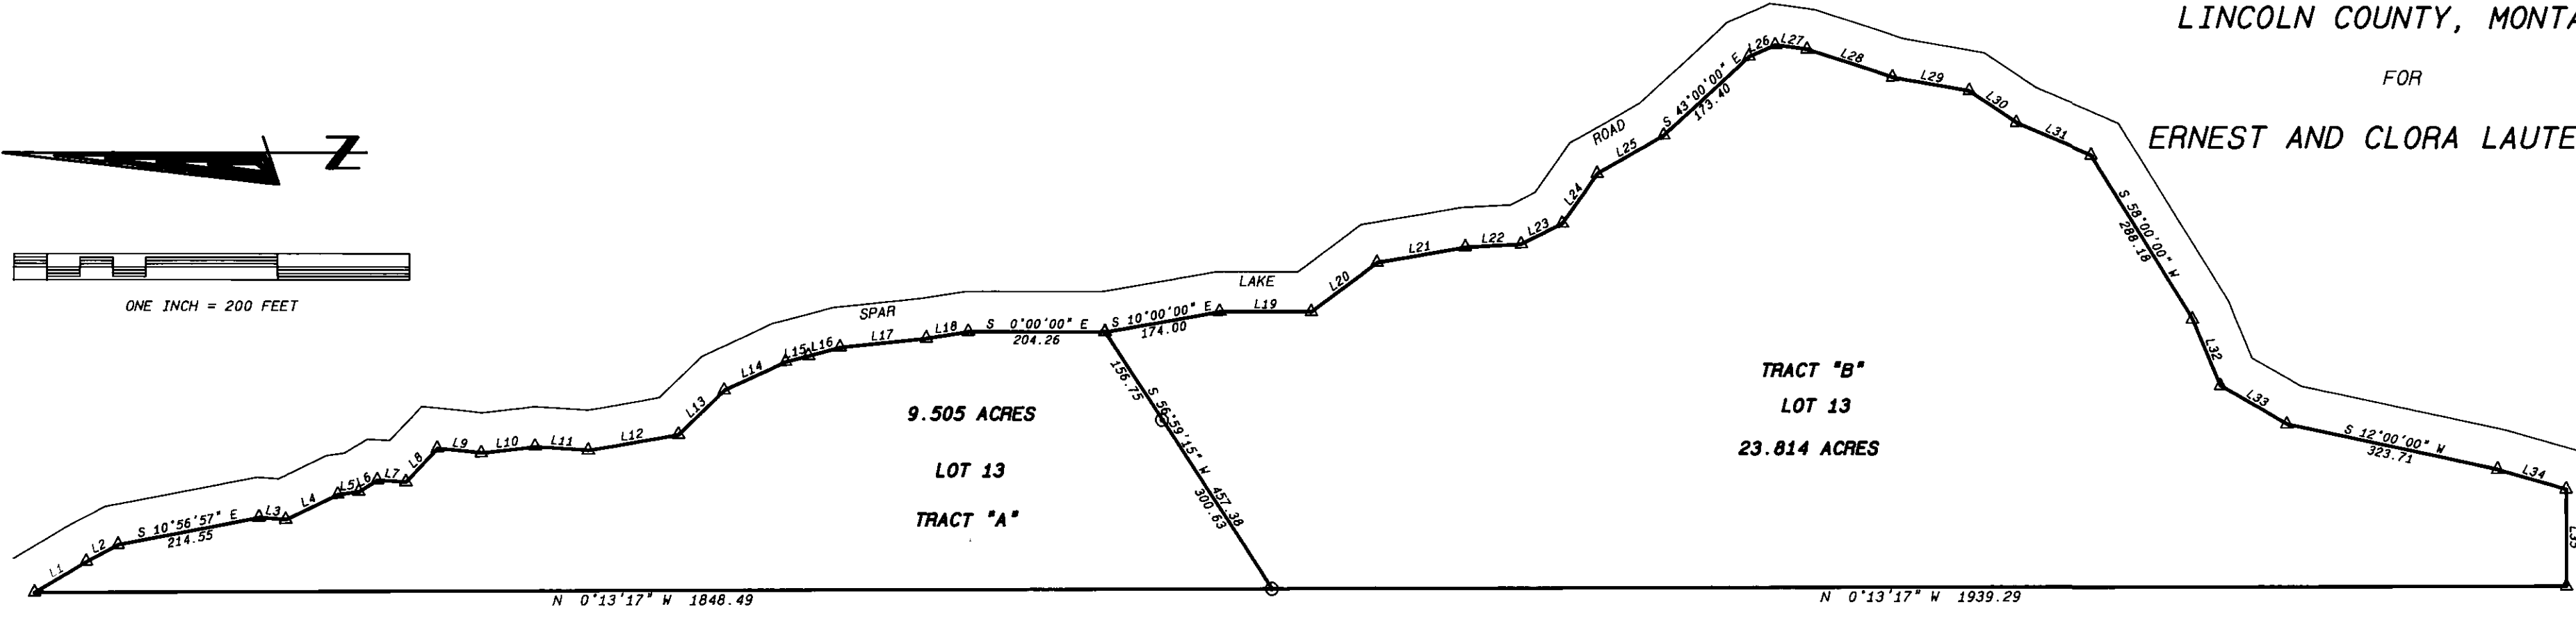 LINCOLN COUNTY, MONTA
FOR
ERNEST AND CLORA LAUTE
Z
ONE INCH = 200 FEET
L1
L2
S 10°56'57" E
214.55
L3
L4
L5
L6
L7
L8
L9
L10
L11
L12
L13
L14
L15
L16
L17
L18
SPAR
S 0°00'00" E
204.26
S 10°00'00" E
174.00
LAKE
L19
L20
L21
L22
L23
L24
ROAD
L25
S 43°00'00" E
173.40
L26
L27
L28
L29
L30
L31
S 58°00'00" W
288.18
L32
L33
S 12°00'00" W
323.71
L34
L35
156.75
S 56°59'15" W
457.38
300.63
9.505 ACRES
LOT 13
TRACT "A"
TRACT "B"
LOT 13
23.814 ACRES
N 0°13'17" W 1848.49
N 0°13'17" W 1939.29